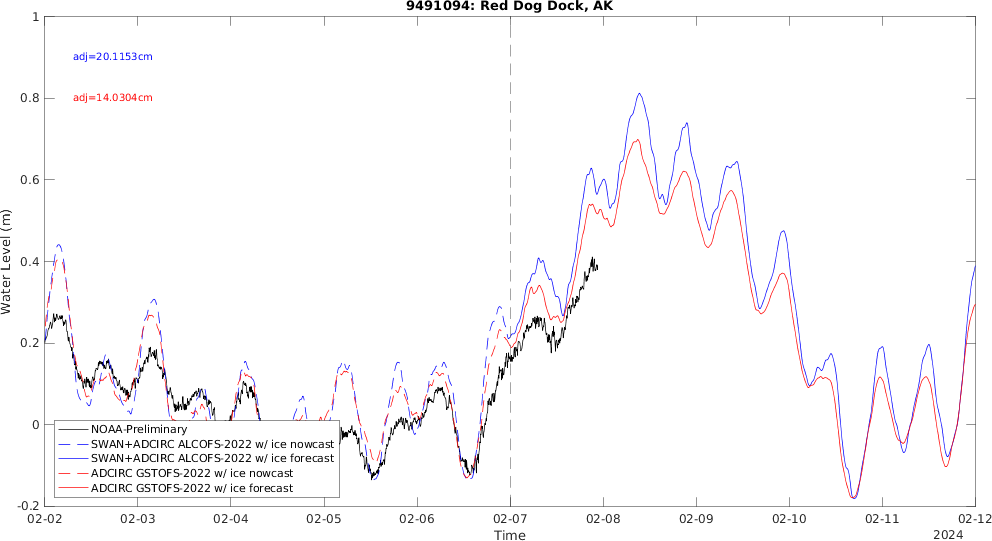 9491094: Red Dog Dock, AK
adj=20.1153cm
adj=14.0304cm
Water Level (m)
1
0.8
0.6
0.4
0.2
0
-0.2
NOAA-Preliminary
SWAN+ADCIRC ALCOFS-2022 w/ ice nowcast
SWAN+ADCIRC ALCOFS-2022 w/ ice forecast
ADCIRC GSTOFS-2022 w/ ice nowcast
ADCIRC GSTOFS-2022 w/ ice forecast
02-02 02-03 02-04 02-05 02-06 02-07 02-08 02-09 02-10 02-11 02-12
Time
2024